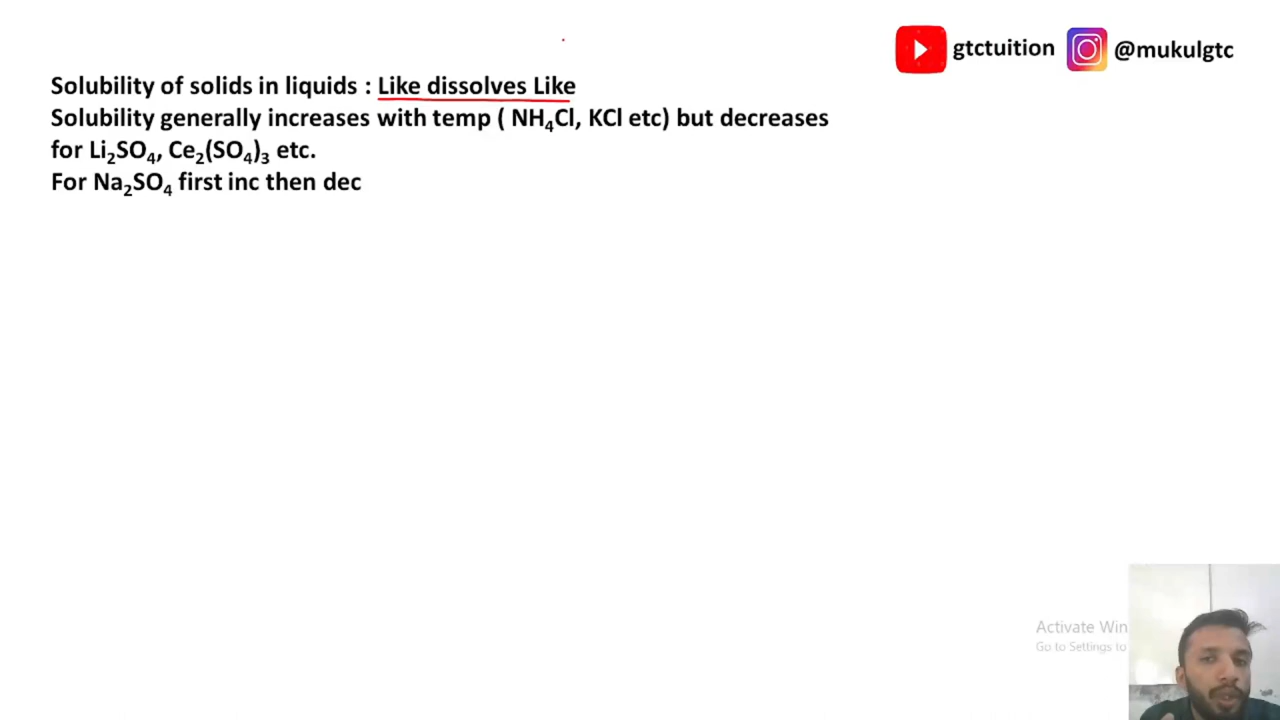 gtctuition @mukulgtc
Solubility of solids in liquids : Like dissolves Like
Solubility generally increases with temp ( NH₄Cl, KCl etc) but decreases
for Li₂SO₄, Ce₂(SO₄)₃ etc.
For Na₂SO₄ first inc then dec
Activate Win
Go to Settings to